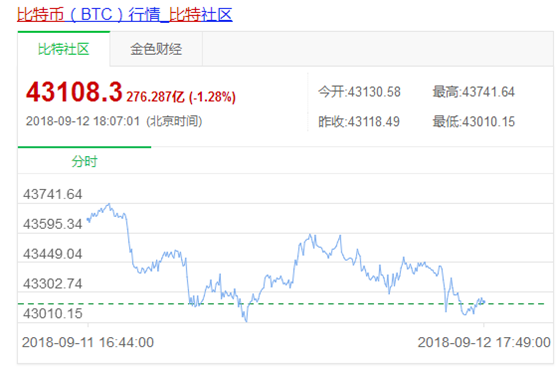 比特币（BTC）行情_比特社区
比特社区 金色财经
43108.3 276.287亿 (-1.28%)
2018-09-12 18:07:01 (北京时间)
今开:43130.58 最高:43741.64
昨收:43118.49 最低:43010.15
分时
43741.64
43595.34
43449.04
43302.74
43010.15
2018-09-11 16:44:00 2018-09-12 17:49:00